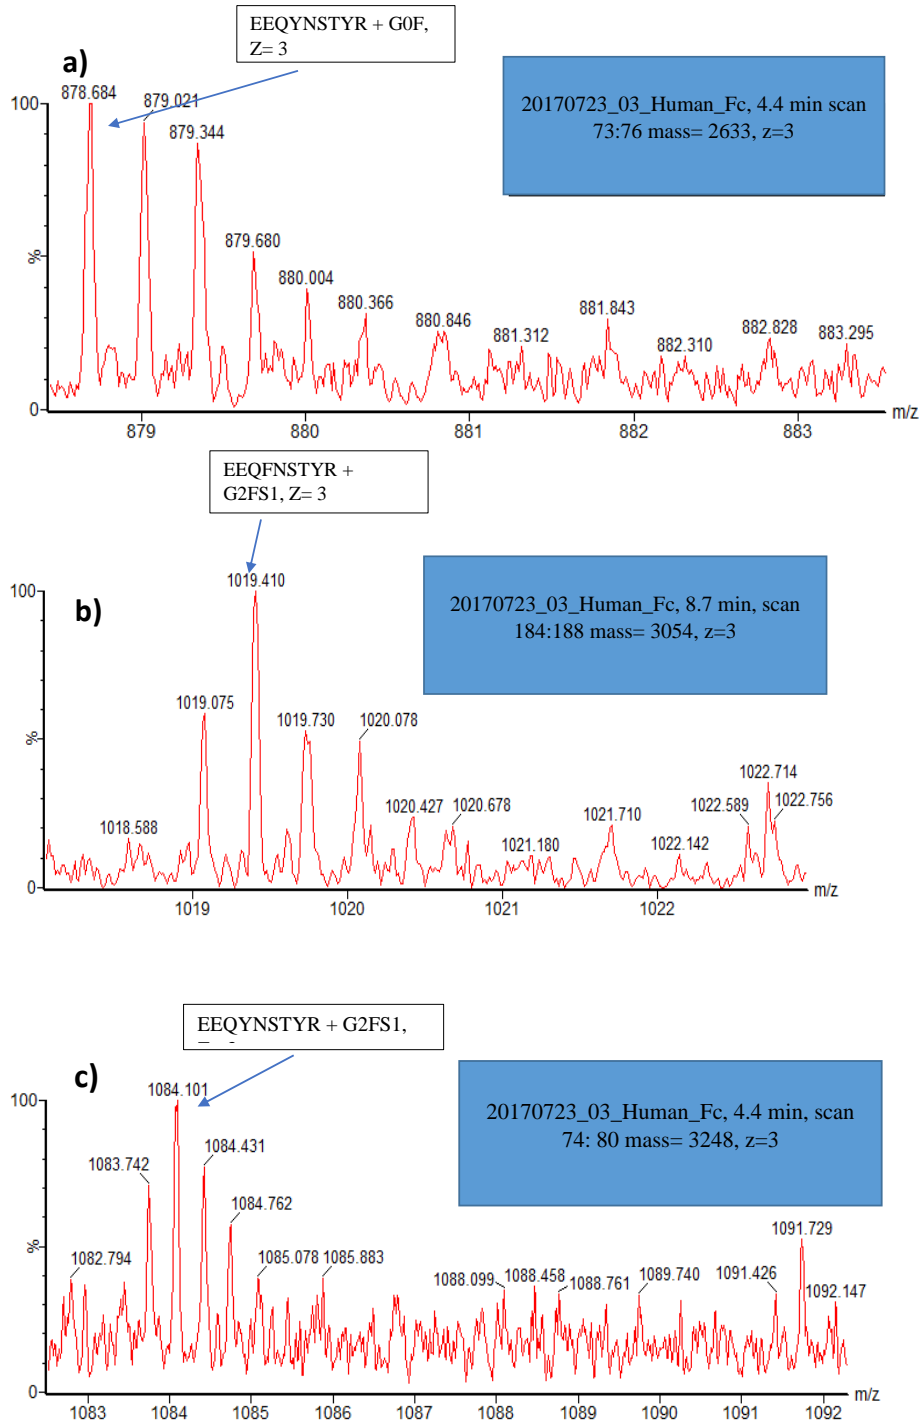 EEQYNSTYR + G0F,
Z= 3
a)
878.684
879.021
879.344
879.680
880.004
880.366
880.846
881.312
881.843
882.310
882.828
883.295
100
%
0
879 880 881 882 883 m/z
20170723_03_Human_Fc, 4.4 min scan
73:76 mass= 2633, z=3
EEQFNSTYR +
G2FS1, Z= 3
b)
1019.410
1019.075
1019.730
1020.078
1018.588
1020.427
1020.678
1021.180
1021.710
1022.142
1022.589
1022.714
1022.756
100
%
0
1019 1020 1021 1022 m/z
20170723_03_Human_Fc, 8.7 min, scan
184:188 mass= 3054, z=3
EEQYNSTYR + G2FS1,
c)
1084.101
1083.742
1084.431
1084.762
1082.794
1085.078
1085.883
1088.099
1088.458
1088.761
1089.740
1091.426
1091.729
1092.147
100
%
0
1083 1084 1085 1086 1087 1088 1089 1090 1091 1092 m/z
20170723_03_Human_Fc, 4.4 min, scan
74: 80 mass= 3248, z=3